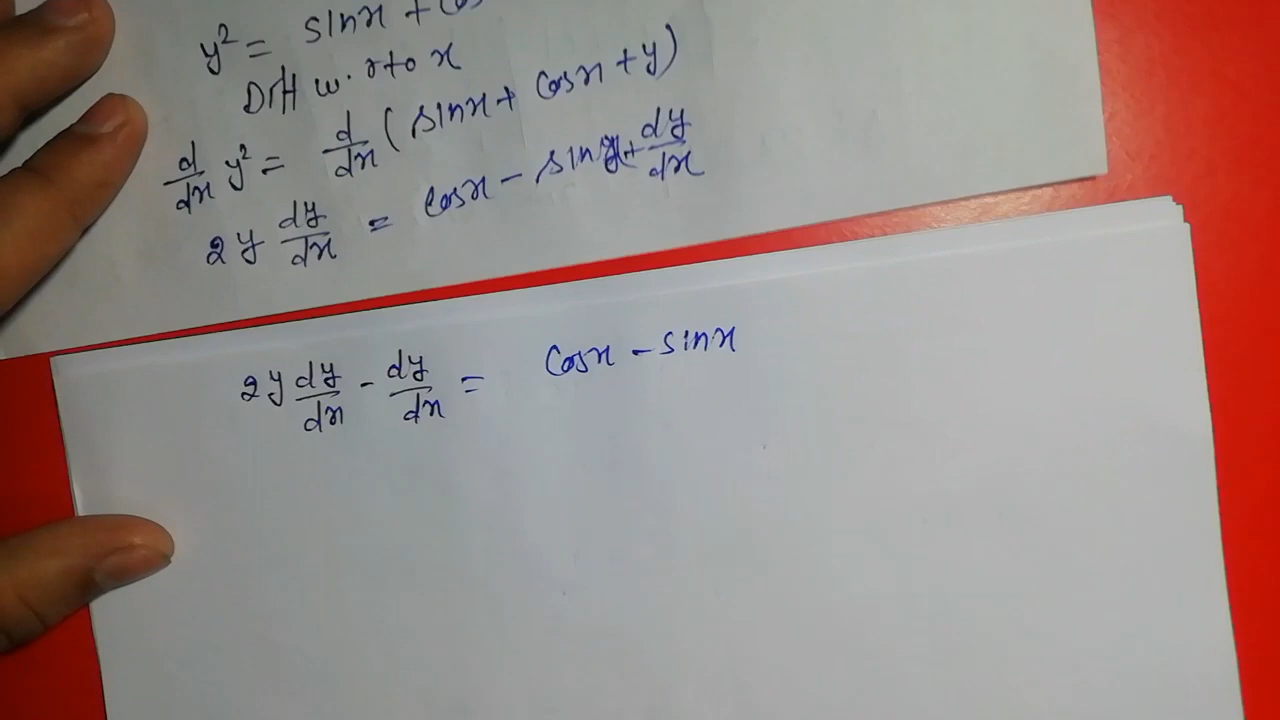 y² = sinx + cos
Diff w.r to x
d/dx y² = d/dx (sinx + cosx + y)
2y dy/dx = cosx - sinx + dy/dx
2y dy/dx - dy/dx = cosx - sinx